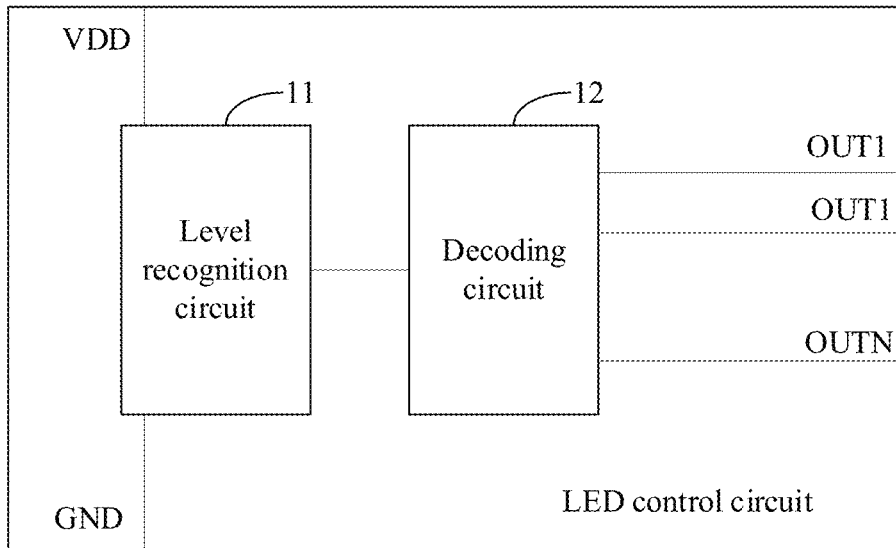 VDD
11
12
OUT1
OUT1
Level
recognition
circuit
Decoding
circuit
OUTN
GND
LED control circuit